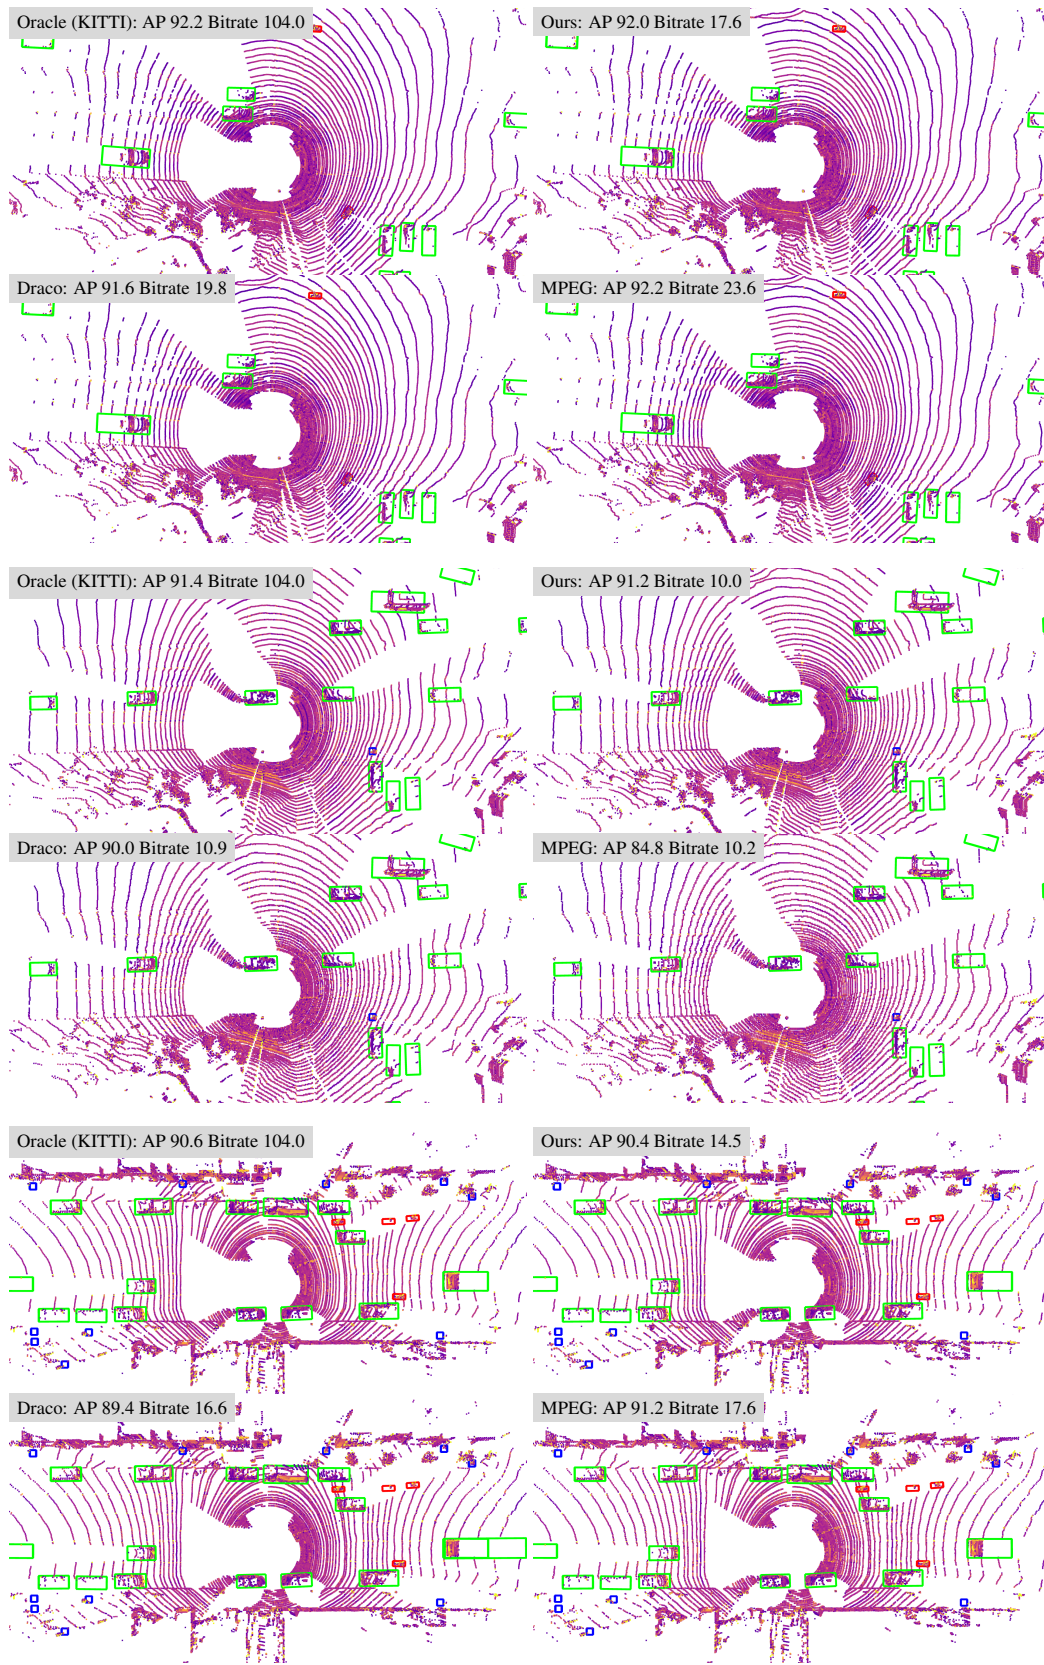 Oracle (KITTI): AP 92.2 Bitrate 104.0
Ours: AP 92.0 Bitrate 17.6
Draco: AP 91.6 Bitrate 19.8
MPEG: AP 92.2 Bitrate 23.6
Oracle (KITTI): AP 91.4 Bitrate 104.0
Ours: AP 91.2 Bitrate 10.0
Draco: AP 90.0 Bitrate 10.9
MPEG: AP 84.8 Bitrate 10.2
Oracle (KITTI): AP 90.6 Bitrate 104.0
Ours: AP 90.4 Bitrate 14.5
Draco: AP 89.4 Bitrate 16.6
MPEG: AP 91.2 Bitrate 17.6